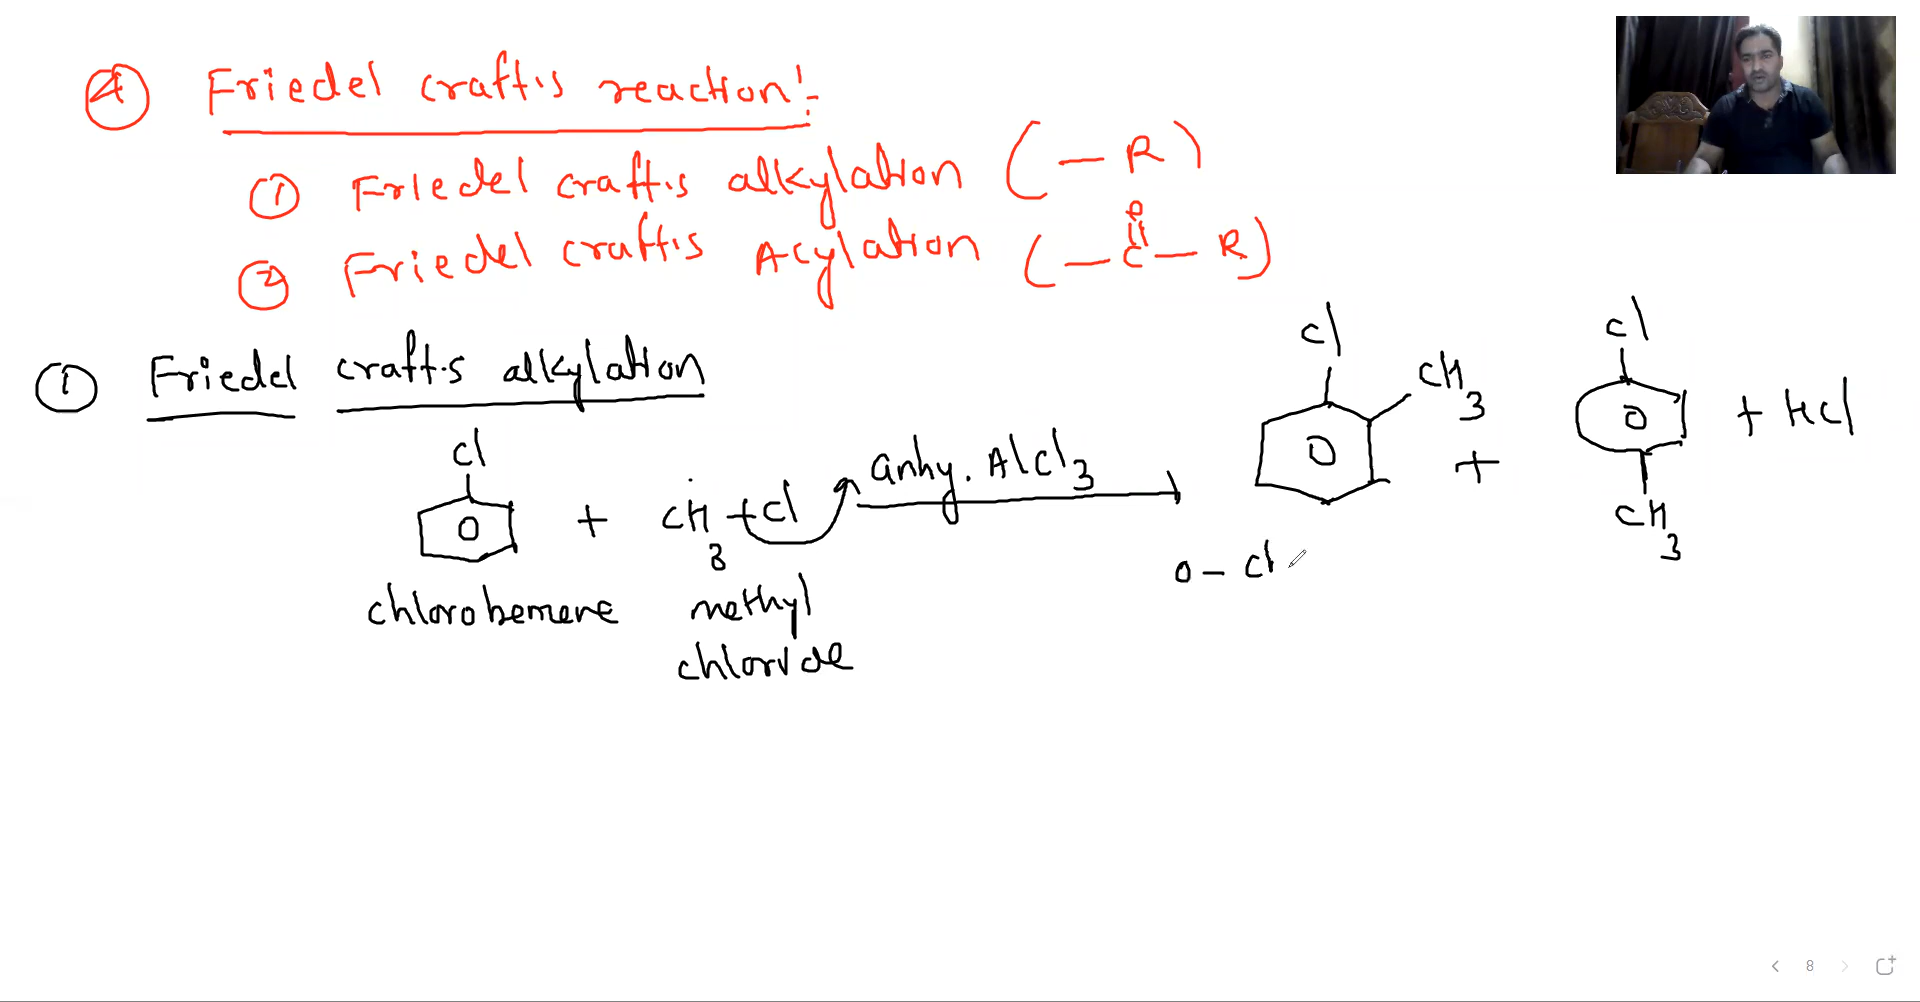 ④ Friedel craft's reaction :-
① Friedel craft's alkylation ( — R )
② Friedel craft's Acylation ( — C — R )
O
① Friedel craft's alkylation
Cl
Cl
CH3
Cl
+ HCl
+ CH3 + Cl
anhy. AlCl3
+
CH3
o - Cl
chlorobenzene
methyl
chloride
8